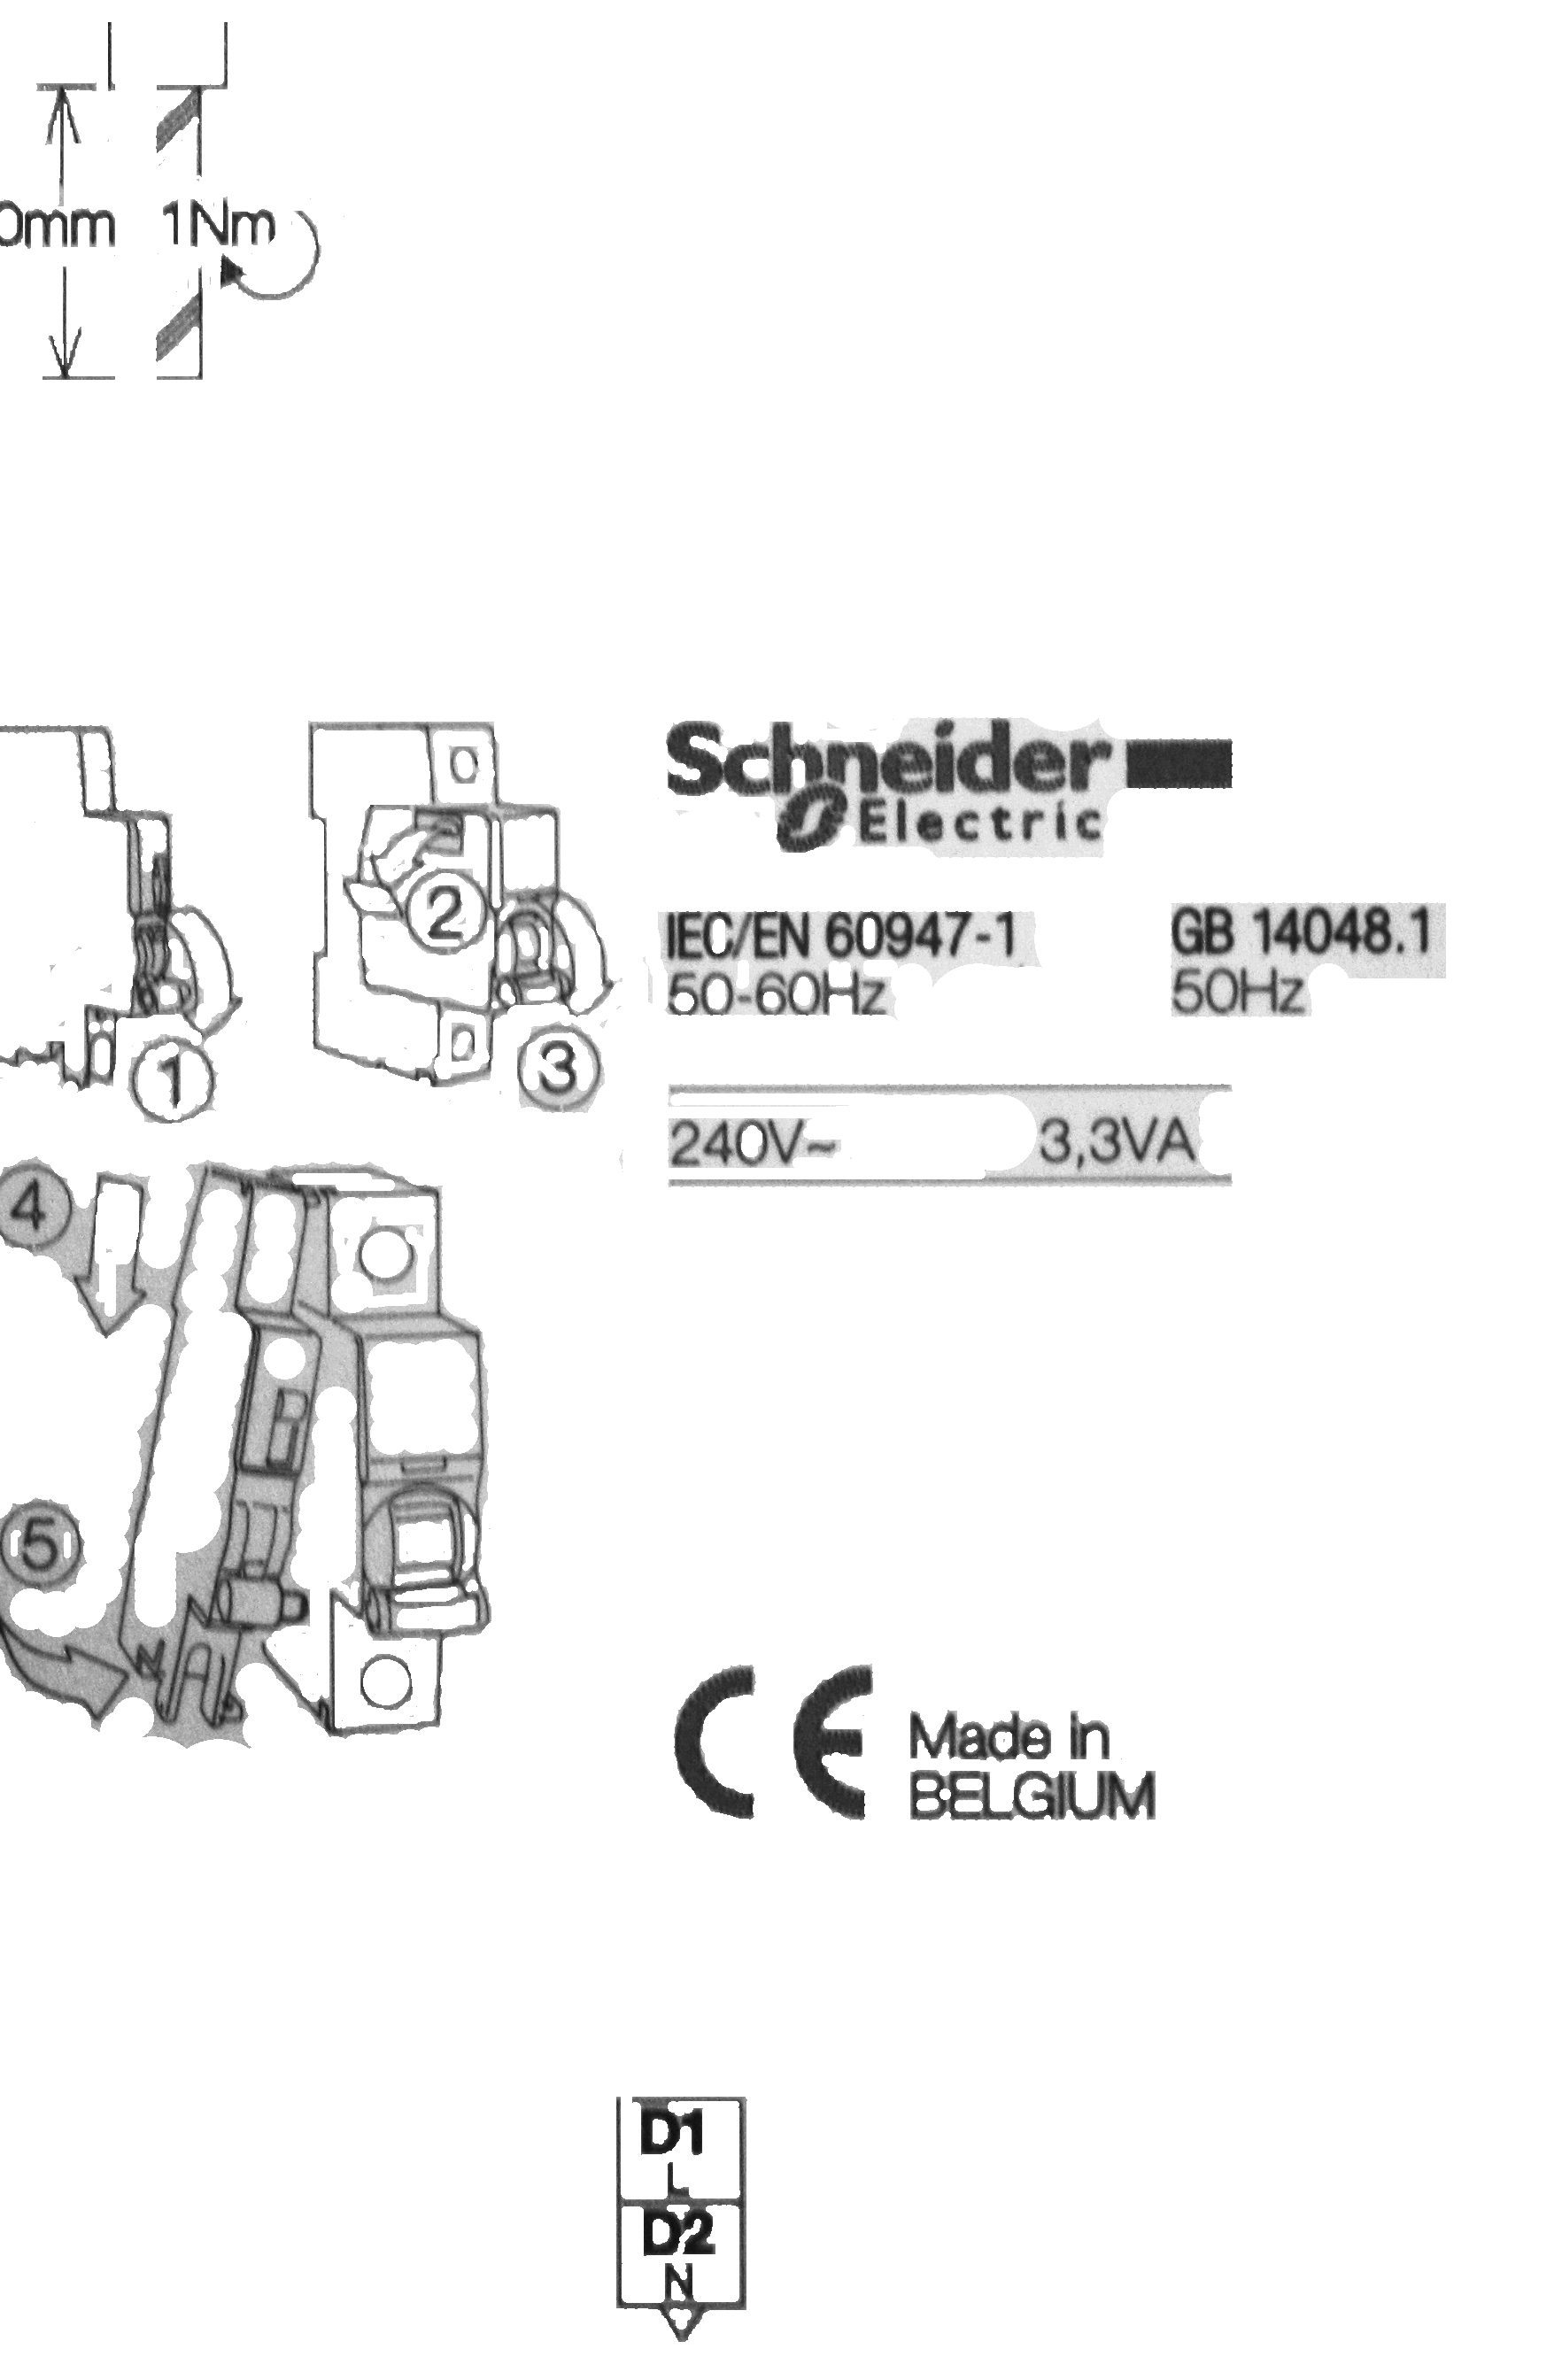 0mm 1Nm
Schneider
Electric
IEC/EN 60947-1 GB 14048.1
50-60Hz 50Hz
240V~ 3,3VA
1
2
3
4
5
CE
Made in
BELGIUM
D1
L
D2
N